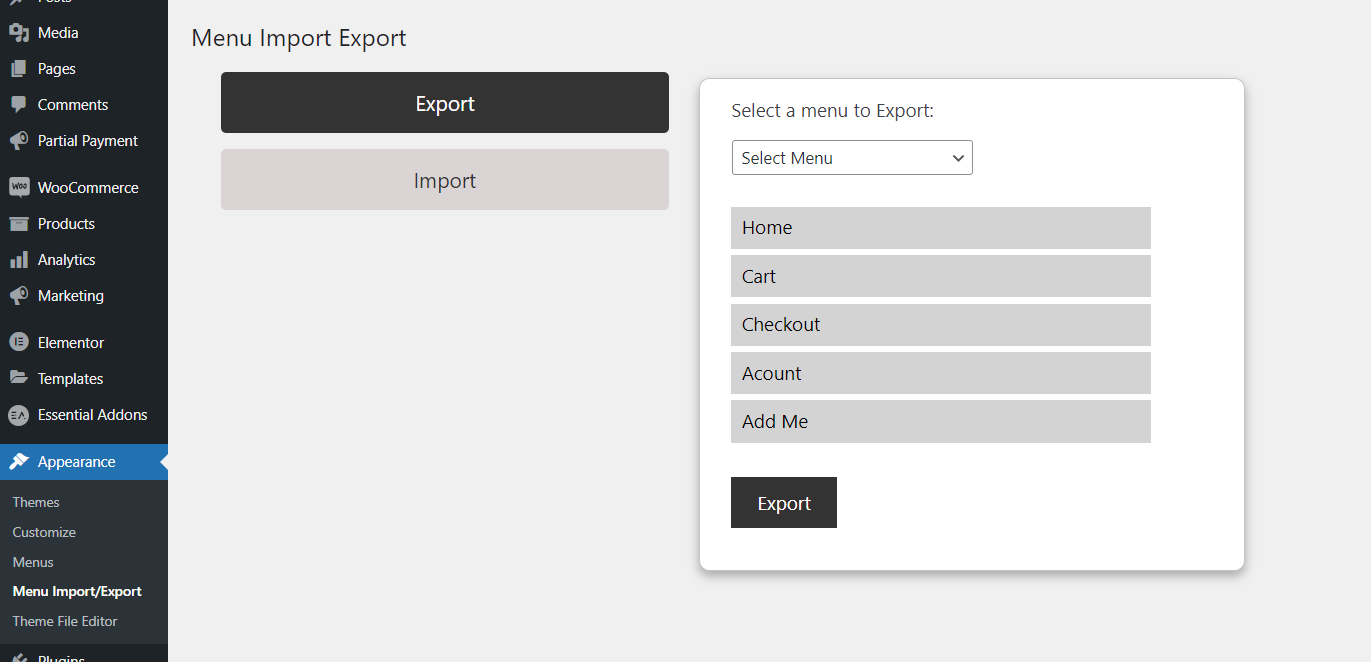 Posts
Media
Pages
Comments
Partial Payment
WOO WooCommerce
Products
Analytics
Marketing
Elementor
Templates
EA Essential Addons
Appearance
Themes
Customize
Menus
Menu Import/Export
Theme File Editor
Plugins
Menu Import Export
Export
Import
Select a menu to Export:
Select Menu
Home
Cart
Checkout
Acount
Add Me
Export